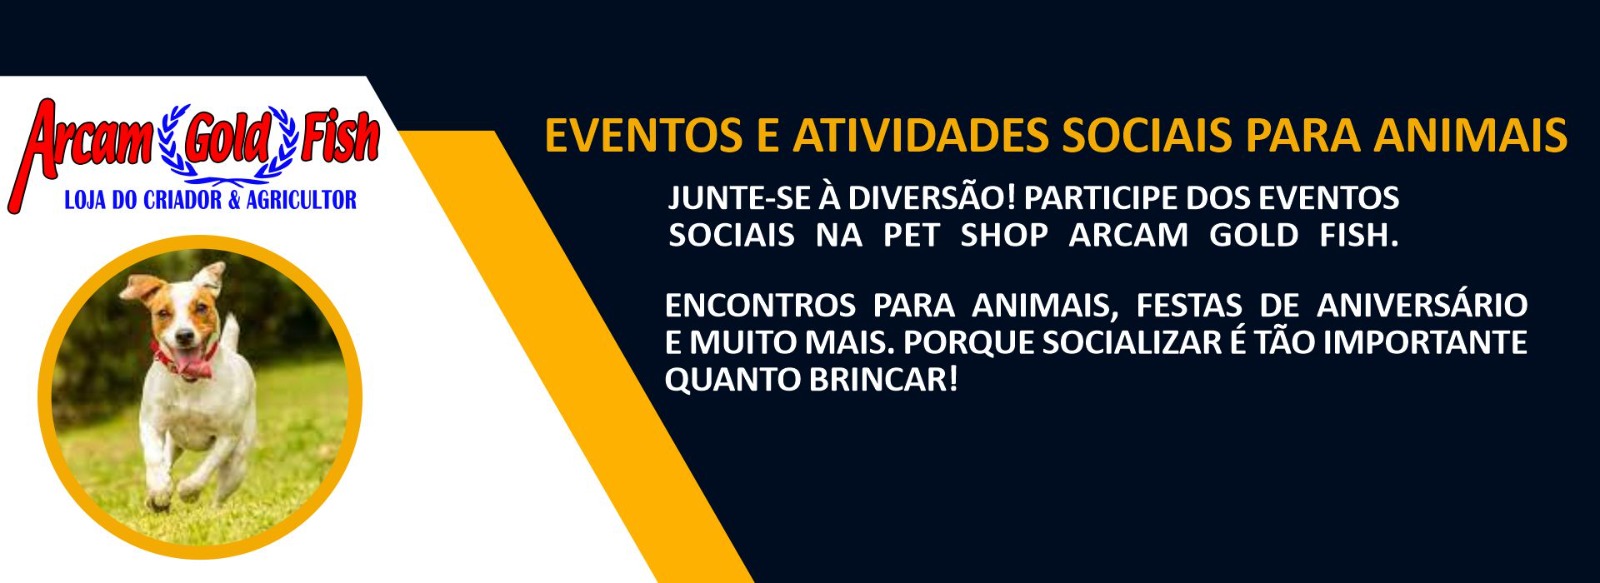 Arcam Gold Fish
LOJA DO CRIADOR & AGRICULTOR
EVENTOS E ATIVIDADES SOCIAIS PARA ANIMAIS
JUNTE-SE À DIVERSÃO! PARTICIPE DOS EVENTOS
SOCIAIS NA PET SHOP ARCAM GOLD FISH.
ENCONTROS PARA ANIMAIS, FESTAS DE ANIVERSÁRIO
E MUITO MAIS. PORQUE SOCIALIZAR É TÃO IMPORTANTE
QUANTO BRINCAR!